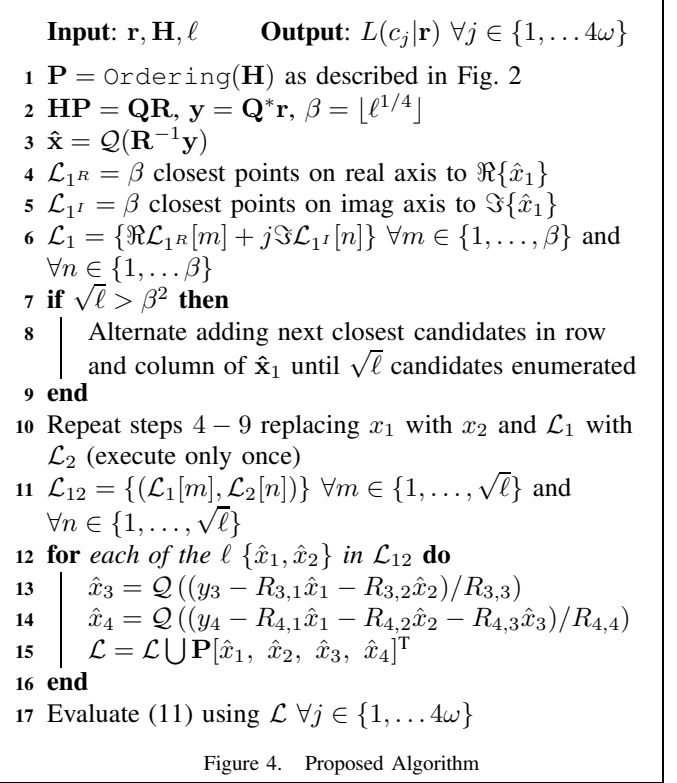 Input: r, H, ℓ Output: L(c_j|r) ∀j ∈ {1, . . . 4ω}
1 P = Ordering(H) as described in Fig. 2
2 HP = QR, y = Q*r, β = ⌊ℓ^{1/4}⌋
3 x̂ = Q(R^{−1}y)
4 L_{1^R} = β closest points on real axis to ℜ{x̂_1}
5 L_{1^I} = β closest points on imag axis to ℑ{x̂_1}
6 L_1 = {ℜL_{1^R}[m] + jℑL_{1^I}[n]} ∀m ∈ {1, . . . , β} and
∀n ∈ {1, . . . β}
7 if √ℓ > β^2 then
8 Alternate adding next closest candidates in row
and column of x̂_1 until √ℓ candidates enumerated
9 end
10 Repeat steps 4 − 9 replacing x_1 with x_2 and L_1 with
L_2 (execute only once)
11 L_{12} = {(L_1[m], L_2[n])} ∀m ∈ {1, . . . , √ℓ} and
∀n ∈ {1, . . . , √ℓ}
12 for each of the ℓ {x̂_1, x̂_2} in L_{12} do
13 x̂_3 = Q ((y_3 − R_{3,1}x̂_1 − R_{3,2}x̂_2)/R_{3,3})
14 x̂_4 = Q ((y_4 − R_{4,1}x̂_1 − R_{4,2}x̂_2 − R_{4,3}x̂_3)/R_{4,4})
15 L = L ⋃ P[x̂_1, x̂_2, x̂_3, x̂_4]^T
16 end
17 Evaluate (11) using L ∀j ∈ {1, . . . 4ω}
Figure 4. Proposed Algorithm